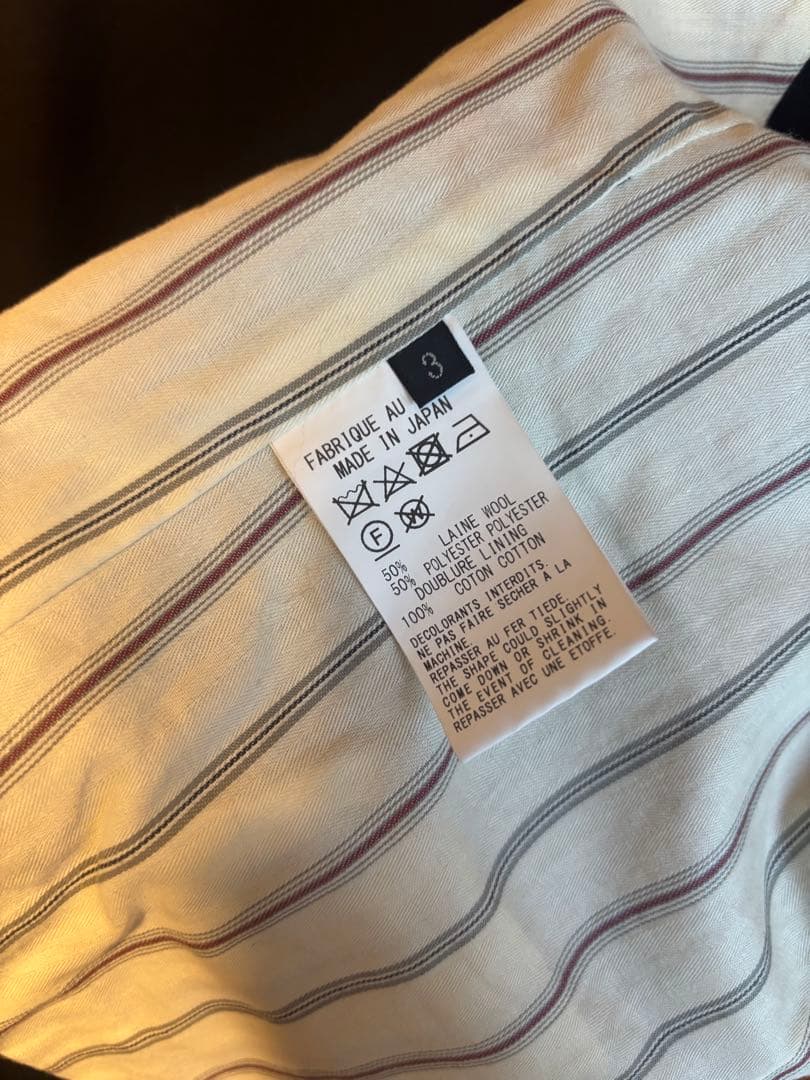 3
FABRIQUE AU
MADE IN JAPAN
F
W
50% LAINE WOOL
50% POLYESTER POLYESTER
DOUBLURE LINING
100% COTON COTTON
DECOLORANTS INTERDITS.
NE PAS FAIRE SECHER A LA
MACHINE.
REPASSER AU FER TIEDE.
THE SHAPE COULD SLIGHTLY
COME DOWN OR SHRINK IN
THE EVENT OF CLEANING.
REPASSER AVEC UNE ETOFFE.